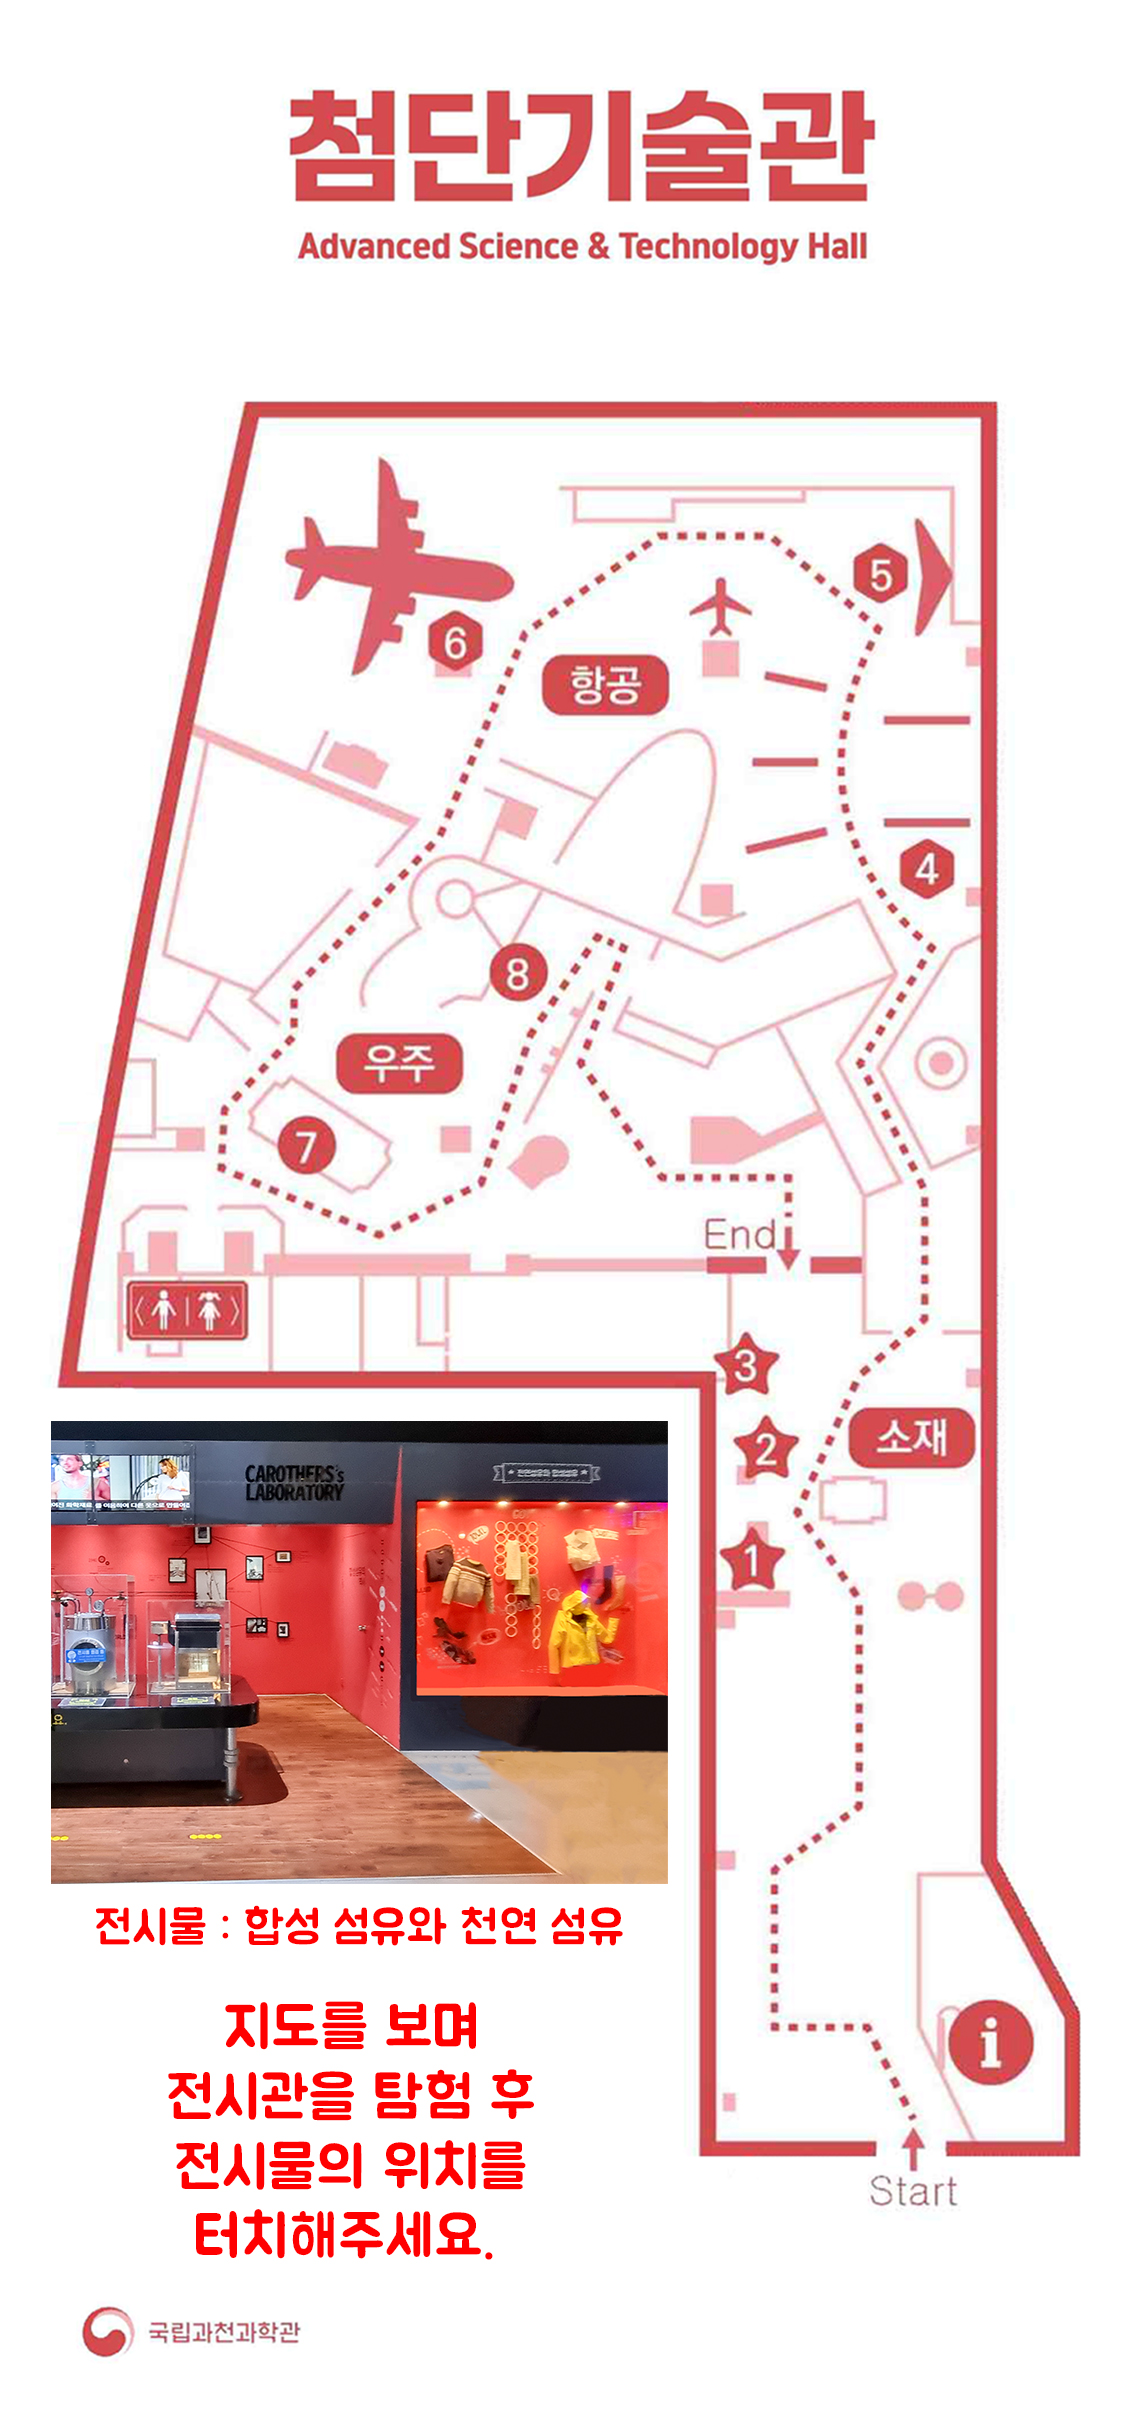 첨단기술관
Advanced Science & Technology Hall
5
6
항공
4
8
우주
7
End
3
2
소재
1
CAROTHERS's
LABORATORY
전시물 : 합성 섬유와 천연 섬유
지도를 보며
전시관을 탐험 후
전시물의 위치를
터치해주세요.
i
Start
국립과천과학관